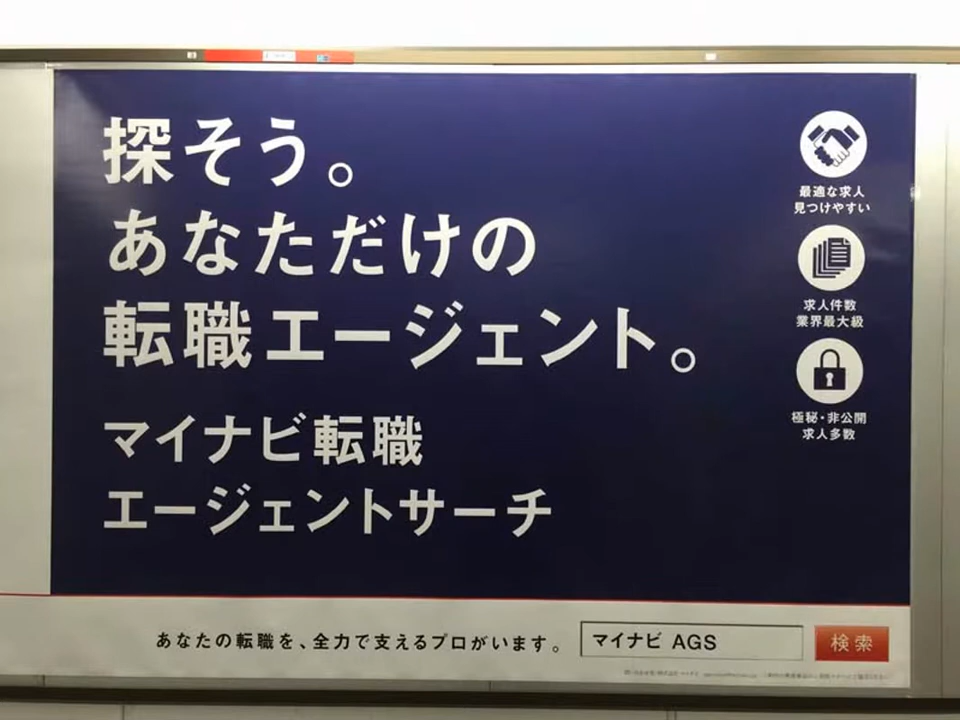 探そう。
あなただけの
転職エージェント。
マイナビ転職
エージェントサーチ
最適な求人
見つけやすい
求人件数
業界最大級
極秘・非公開
求人多数
あなたの転職を、全力で支えるプロがいます。
マイナビ AGS
検索